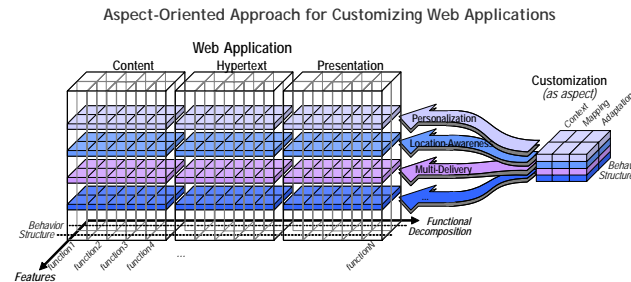 Aspect-Oriented Approach for Customizing Web Applications
Web Application
Content
Hypertext
Presentation
Customization
(as aspect)
Context
Mapping
Adaptation
Personalization
Location-Awareness
Multi-Delivery
...
Behavior
Structure
Behavior
Structure
Functional
Decomposition
Features
function1
function2
function3
function4
...
functionN